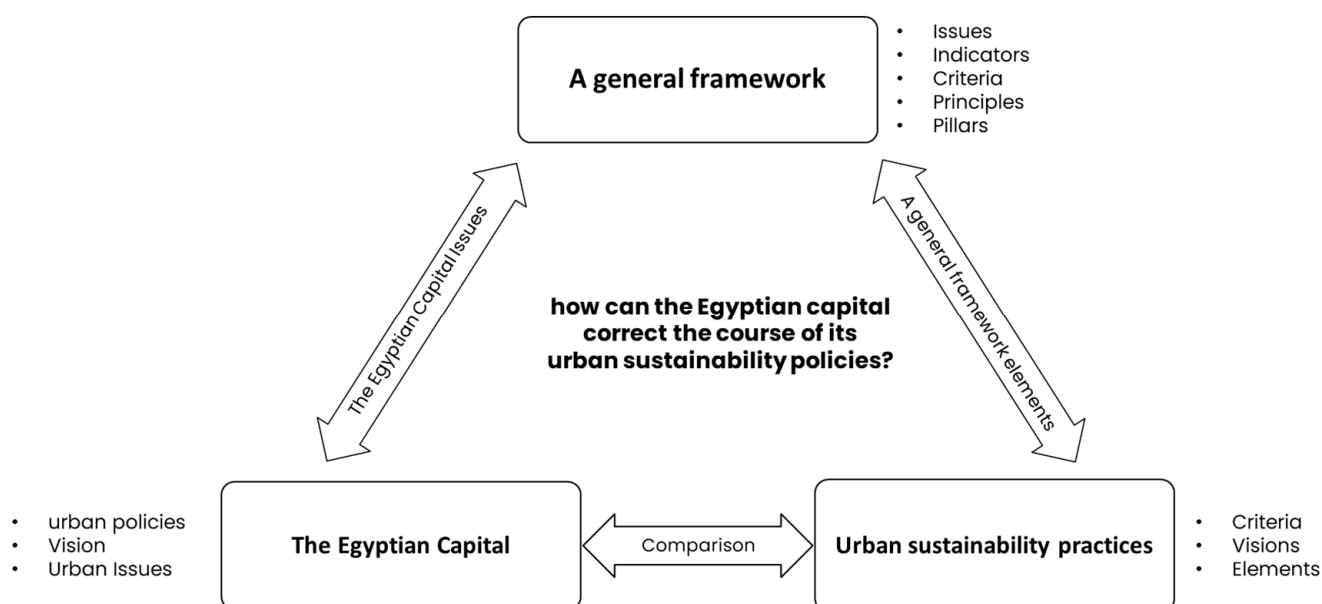 A general framework
• Issues
• Indicators
• Criteria
• Principles
• Pillars
The Egyptian Capital Issues
A general framework elements
how can the Egyptian capital
correct the course of its
urban sustainability policies?
• urban policies
• Vision
• Urban Issues
The Egyptian Capital
Comparison
Urban sustainability practices
• Criteria
• Visions
• Elements